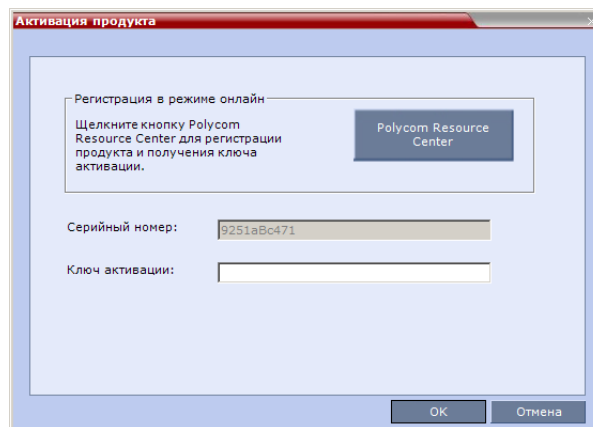 Активация продукта
Регистрация в режиме онлайн
Щелкните кнопку Polycom
Resource Center для регистрации
продукта и получения ключа
активации.
Polycom Resource
Center
Серийный номер:
9251aBc471
Ключ активации:
OK
Отмена